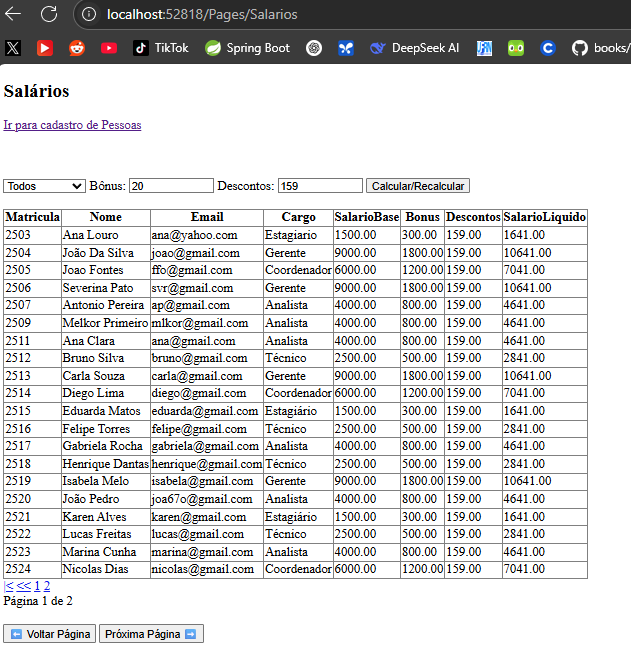 localhost:52818/Pages/Salarios
TikTok Spring Boot DeepSeek AI books/
Salários
Ir para cadastro de Pessoas
Todos Bônus: 20 Descontos: 159 Calcular/Recalcular
Matricula Nome Email Cargo SalarioBase Bonus Descontos SalarioLiquido
2503 Ana Louro ana@yahoo.com Estagiario 1500.00 300.00 159.00 1641.00
2504 João Da Silva joao@gmail.com Gerente 9000.00 1800.00 159.00 10641.00
2505 Joao Fontes ffo@gmail.com Coordenador 6000.00 1200.00 159.00 7041.00
2506 Severina Pato svr@gmail.com Gerente 9000.00 1800.00 159.00 10641.00
2507 Antonio Pereira ap@gmail.com Analista 4000.00 800.00 159.00 4641.00
2509 Melkor Primeiro mlkor@gmail.com Analista 4000.00 800.00 159.00 4641.00
2511 Ana Clara ana@gmail.com Analista 4000.00 800.00 159.00 4641.00
2512 Bruno Silva bruno@gmail.com Técnico 2500.00 500.00 159.00 2841.00
2513 Carla Souza carla@gmail.com Gerente 9000.00 1800.00 159.00 10641.00
2514 Diego Lima diego@gmail.com Coordenador 6000.00 1200.00 159.00 7041.00
2515 Eduarda Matos eduarda@gmail.com Estagiário 1500.00 300.00 159.00 1641.00
2516 Felipe Torres felipe@gmail.com Técnico 2500.00 500.00 159.00 2841.00
2517 Gabriela Rocha gabriela@gmail.com Analista 4000.00 800.00 159.00 4641.00
2518 Henrique Dantas henrique@gmail.com Técnico 2500.00 500.00 159.00 2841.00
2519 Isabela Melo isabela@gmail.com Gerente 9000.00 1800.00 159.00 10641.00
2520 João Pedro joa67o@gmail.com Analista 4000.00 800.00 159.00 4641.00
2521 Karen Alves karen@gmail.com Estagiário 1500.00 300.00 159.00 1641.00
2522 Lucas Freitas lucas@gmail.com Técnico 2500.00 500.00 159.00 2841.00
2523 Marina Cunha marina@gmail.com Analista 4000.00 800.00 159.00 4641.00
2524 Nicolas Dias nicolas@gmail.com Coordenador 6000.00 1200.00 159.00 7041.00
|< << 1 2
Página 1 de 2
⬅️ Voltar Página Próxima Página ➡️